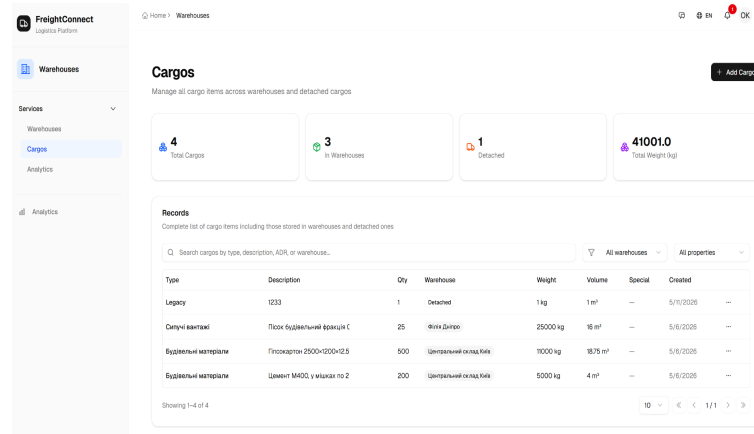 FreightConnect
Logistics Platform
Home > Warehouses
1
EN
OK
Warehouses
Services
Warehouses
Cargos
Analytics
Analytics
Cargos
Manage all cargo items across warehouses and detached cargos
+ Add Cargo
4
Total Cargos
3
In Warehouses
1
Detached
41001.0
Total Weight (kg)
Records
Complete list of cargo items including those stored in warehouses and detached ones
Search cargos by type, description, ADR, or warehouse...
All warehouses
All properties
Type Description Qty Warehouse Weight Volume Special Created
Legacy 1233 1 Detached 1 kg 1 m³ — 5/11/2026 ...
Сипучі вантажі Пісок будівельний фракція 25 Філія Дніпро 25000 kg 16 m³ — 5/6/2026 ...
Будівельні матеріали Гіпсокартон 2500×1200×12.5 500 Центральний склад Київ 11000 kg 18.75 m³ — 5/6/2026 ...
Будівельні матеріали Цемент М400, у мішках по 2 200 Центральний склад Київ 5000 kg 4 m³ — 5/6/2026 ...
Showing 1–4 of 4
10 « ‹ 1 / 1 › »